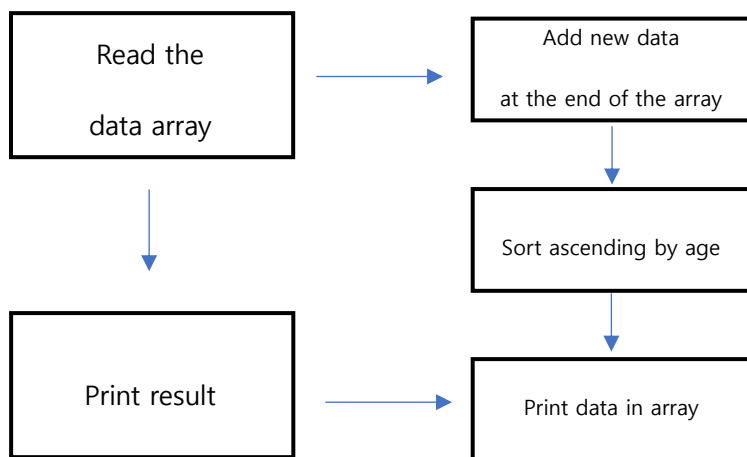 Read the
data array
Add new data
at the end of the array
Sort ascending by age
Print result
Print data in array